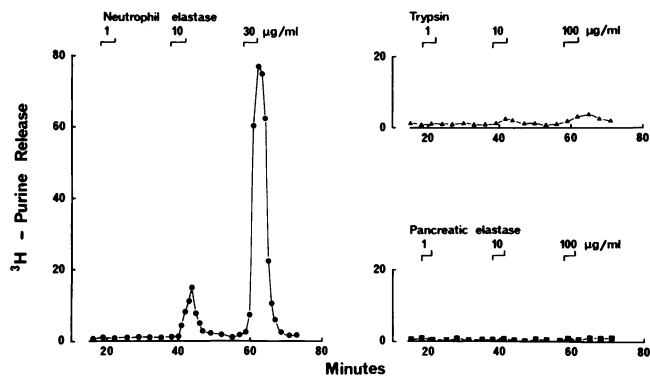 Neutrophil elastase
1 10 30 µg/ml
80
60
40
20
0
20 40 60 80
³H - Purine Release
Trypsin
1 10 100 µg/ml
20
0
20 40 60 80
Pancreatic elastase
1 10 100 µg/ml
20
0
20 40 60 80
Minutes